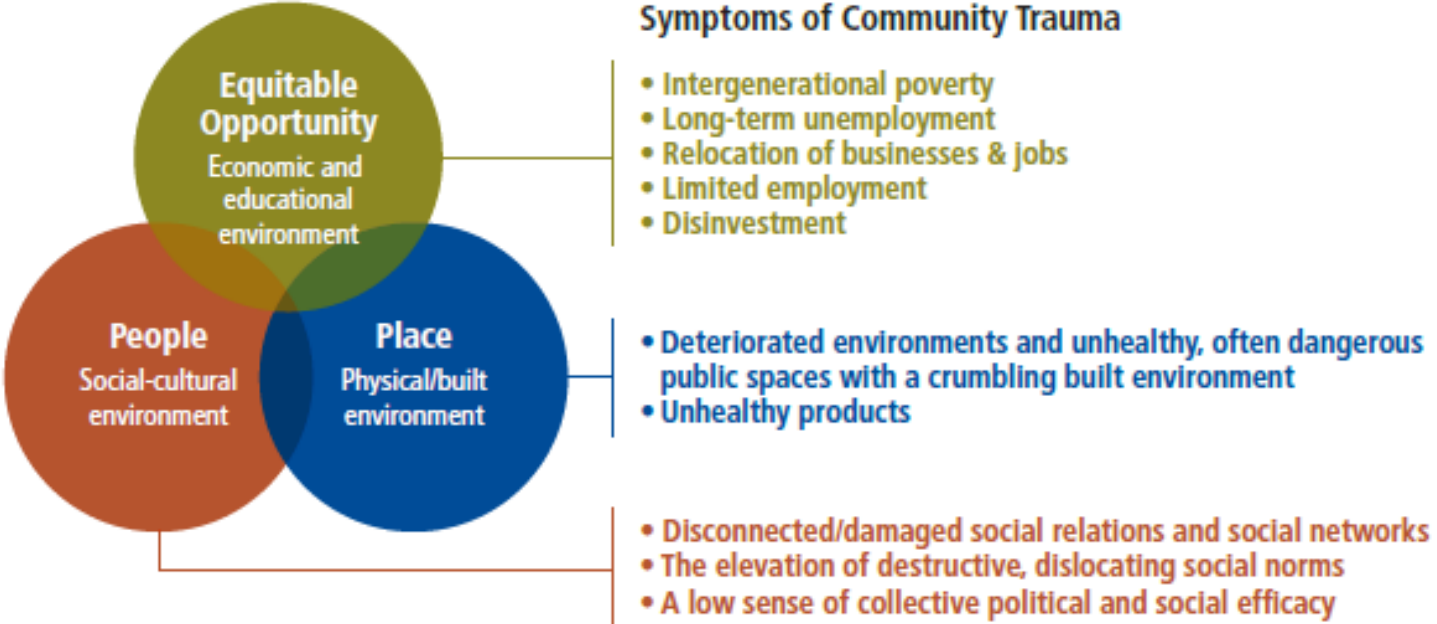 Symptoms of Community Trauma
Equitable
Opportunity
Economic and
educational
environment
• Intergenerational poverty
• Long-term unemployment
• Relocation of businesses & jobs
• Limited employment
• Disinvestment
People
Social-cultural
environment
Place
Physical/built
environment
• Deteriorated environments and unhealthy, often dangerous
public spaces with a crumbling built environment
• Unhealthy products
• Disconnected/damaged social relations and social networks
• The elevation of destructive, dislocating social norms
• A low sense of collective political and social efficacy